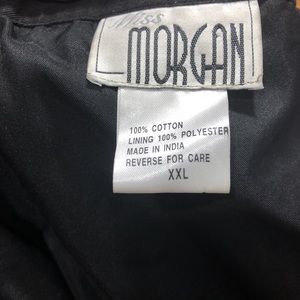 Miss
MORGAN
100% COTTON
LINING 100% POLYESTER
MADE IN INDIA
REVERSE FOR CARE
XXL